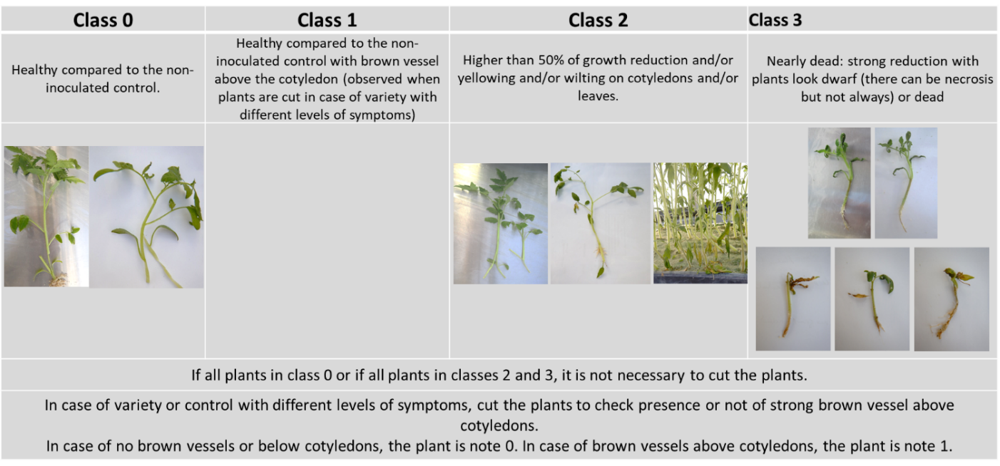 Class 0
Class 1
Class 2
Class 3
Healthy compared to the non-
inoculated control.
Healthy compared to the non-
inoculated control with brown vessel
above the cotyledon (observed when
plants are cut in case of variety with
different levels of symptoms)
Higher than 50% of growth reduction and/or
yellowing and/or wilting on cotyledons and/or
leaves.
Nearly dead: strong reduction with
plants look dwarf (there can be necrosis
but not always) or dead
If all plants in class 0 or if all plants in classes 2 and 3, it is not necessary to cut the plants.
In case of variety or control with different levels of symptoms, cut the plants to check presence or not of strong brown vessel above
cotyledons.
In case of no brown vessels or below cotyledons, the plant is note 0. In case of brown vessels above cotyledons, the plant is note 1.